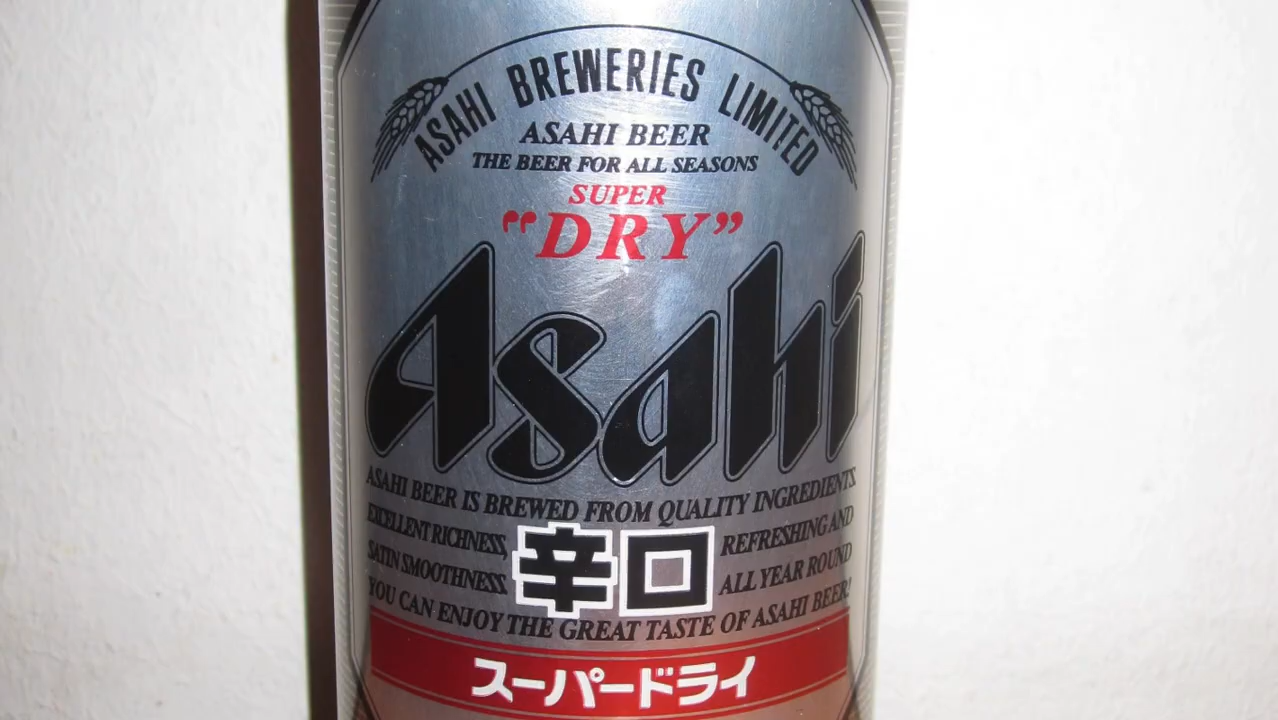 ASAHI BREWERIES LIMITED
ASAHI BEER
THE BEER FOR ALL SEASONS
SUPER
"DRY"
Asahi
ASAHI BEER IS BREWED FROM QUALITY INGREDIENTS
EXCELLENT RICHNESS, REFRESHING AND
辛口
SATIN SMOOTHNESS, ALL YEAR ROUND
YOU CAN ENJOY THE GREAT TASTE OF ASAHI BEER!
スーパードライ